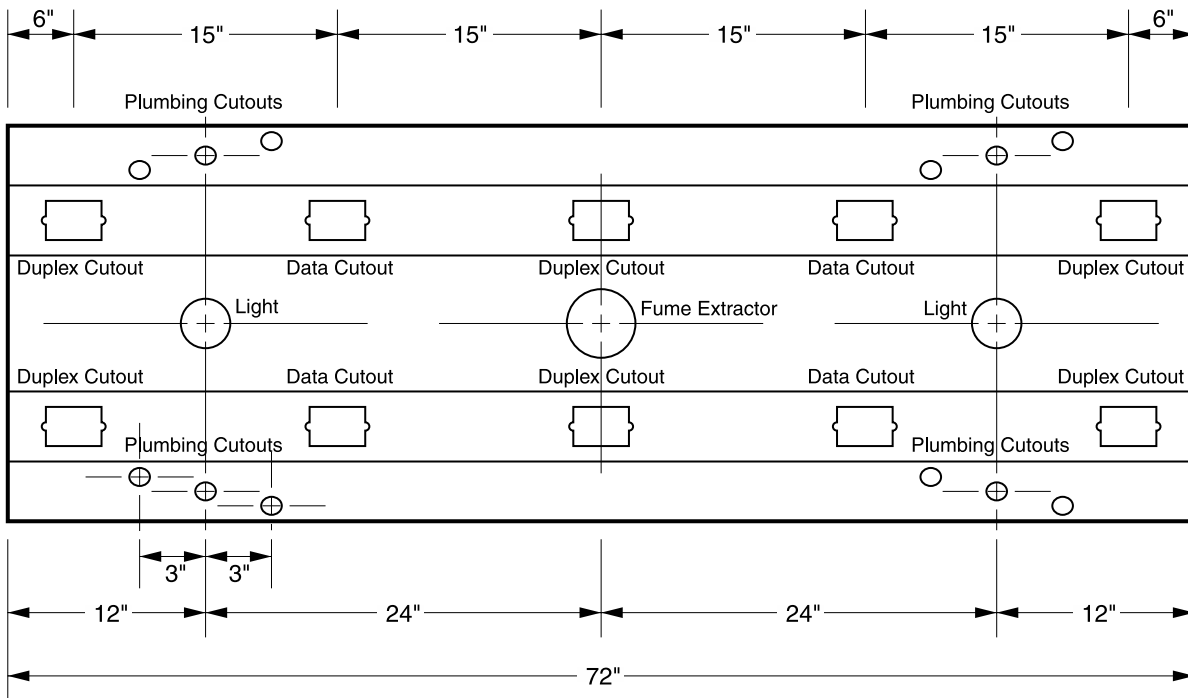 6" 15" 15" 15" 15" 6"
Plumbing Cutouts Plumbing Cutouts
Duplex Cutout Data Cutout Duplex Cutout Data Cutout Duplex Cutout
Light Fume Extractor Light
Duplex Cutout Data Cutout Duplex Cutout Data Cutout Duplex Cutout
Plumbing Cutouts Plumbing Cutouts
3" 3"
12" 24" 24" 12"
72"